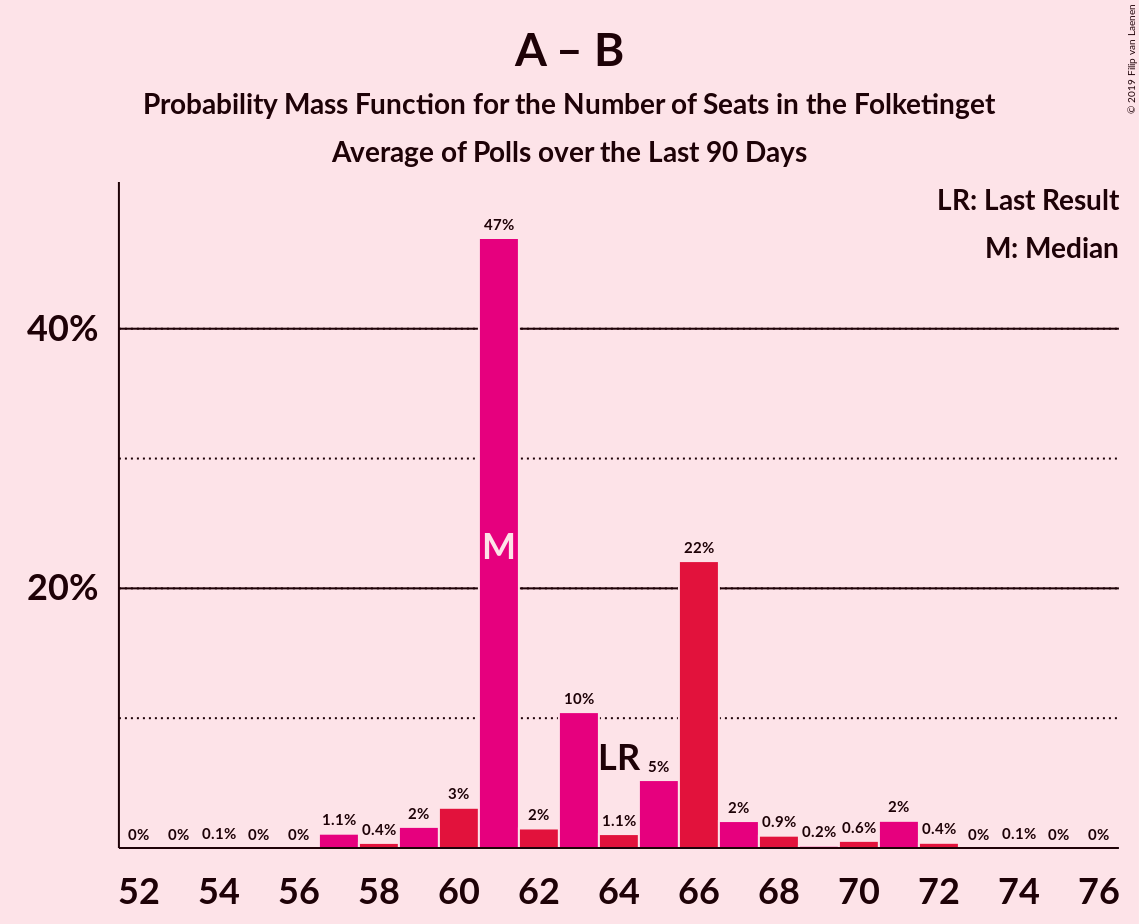 A – B
Probability Mass Function for the Number of Seats in the Folketinget
Average of Polls over the Last 90 Days
© 2019 Filip van Laenen
LR: Last Result
M: Median
40%
20%
0% 0% 0.1% 0% 0% 1.1% 0.4% 2% 3% 47% 2% 10% 1.1% 5% 22% 2% 0.9% 0.2% 0.6% 2% 0.4% 0% 0.1% 0% 0%
M
LR
52 54 56 58 60 62 64 66 68 70 72 74 76